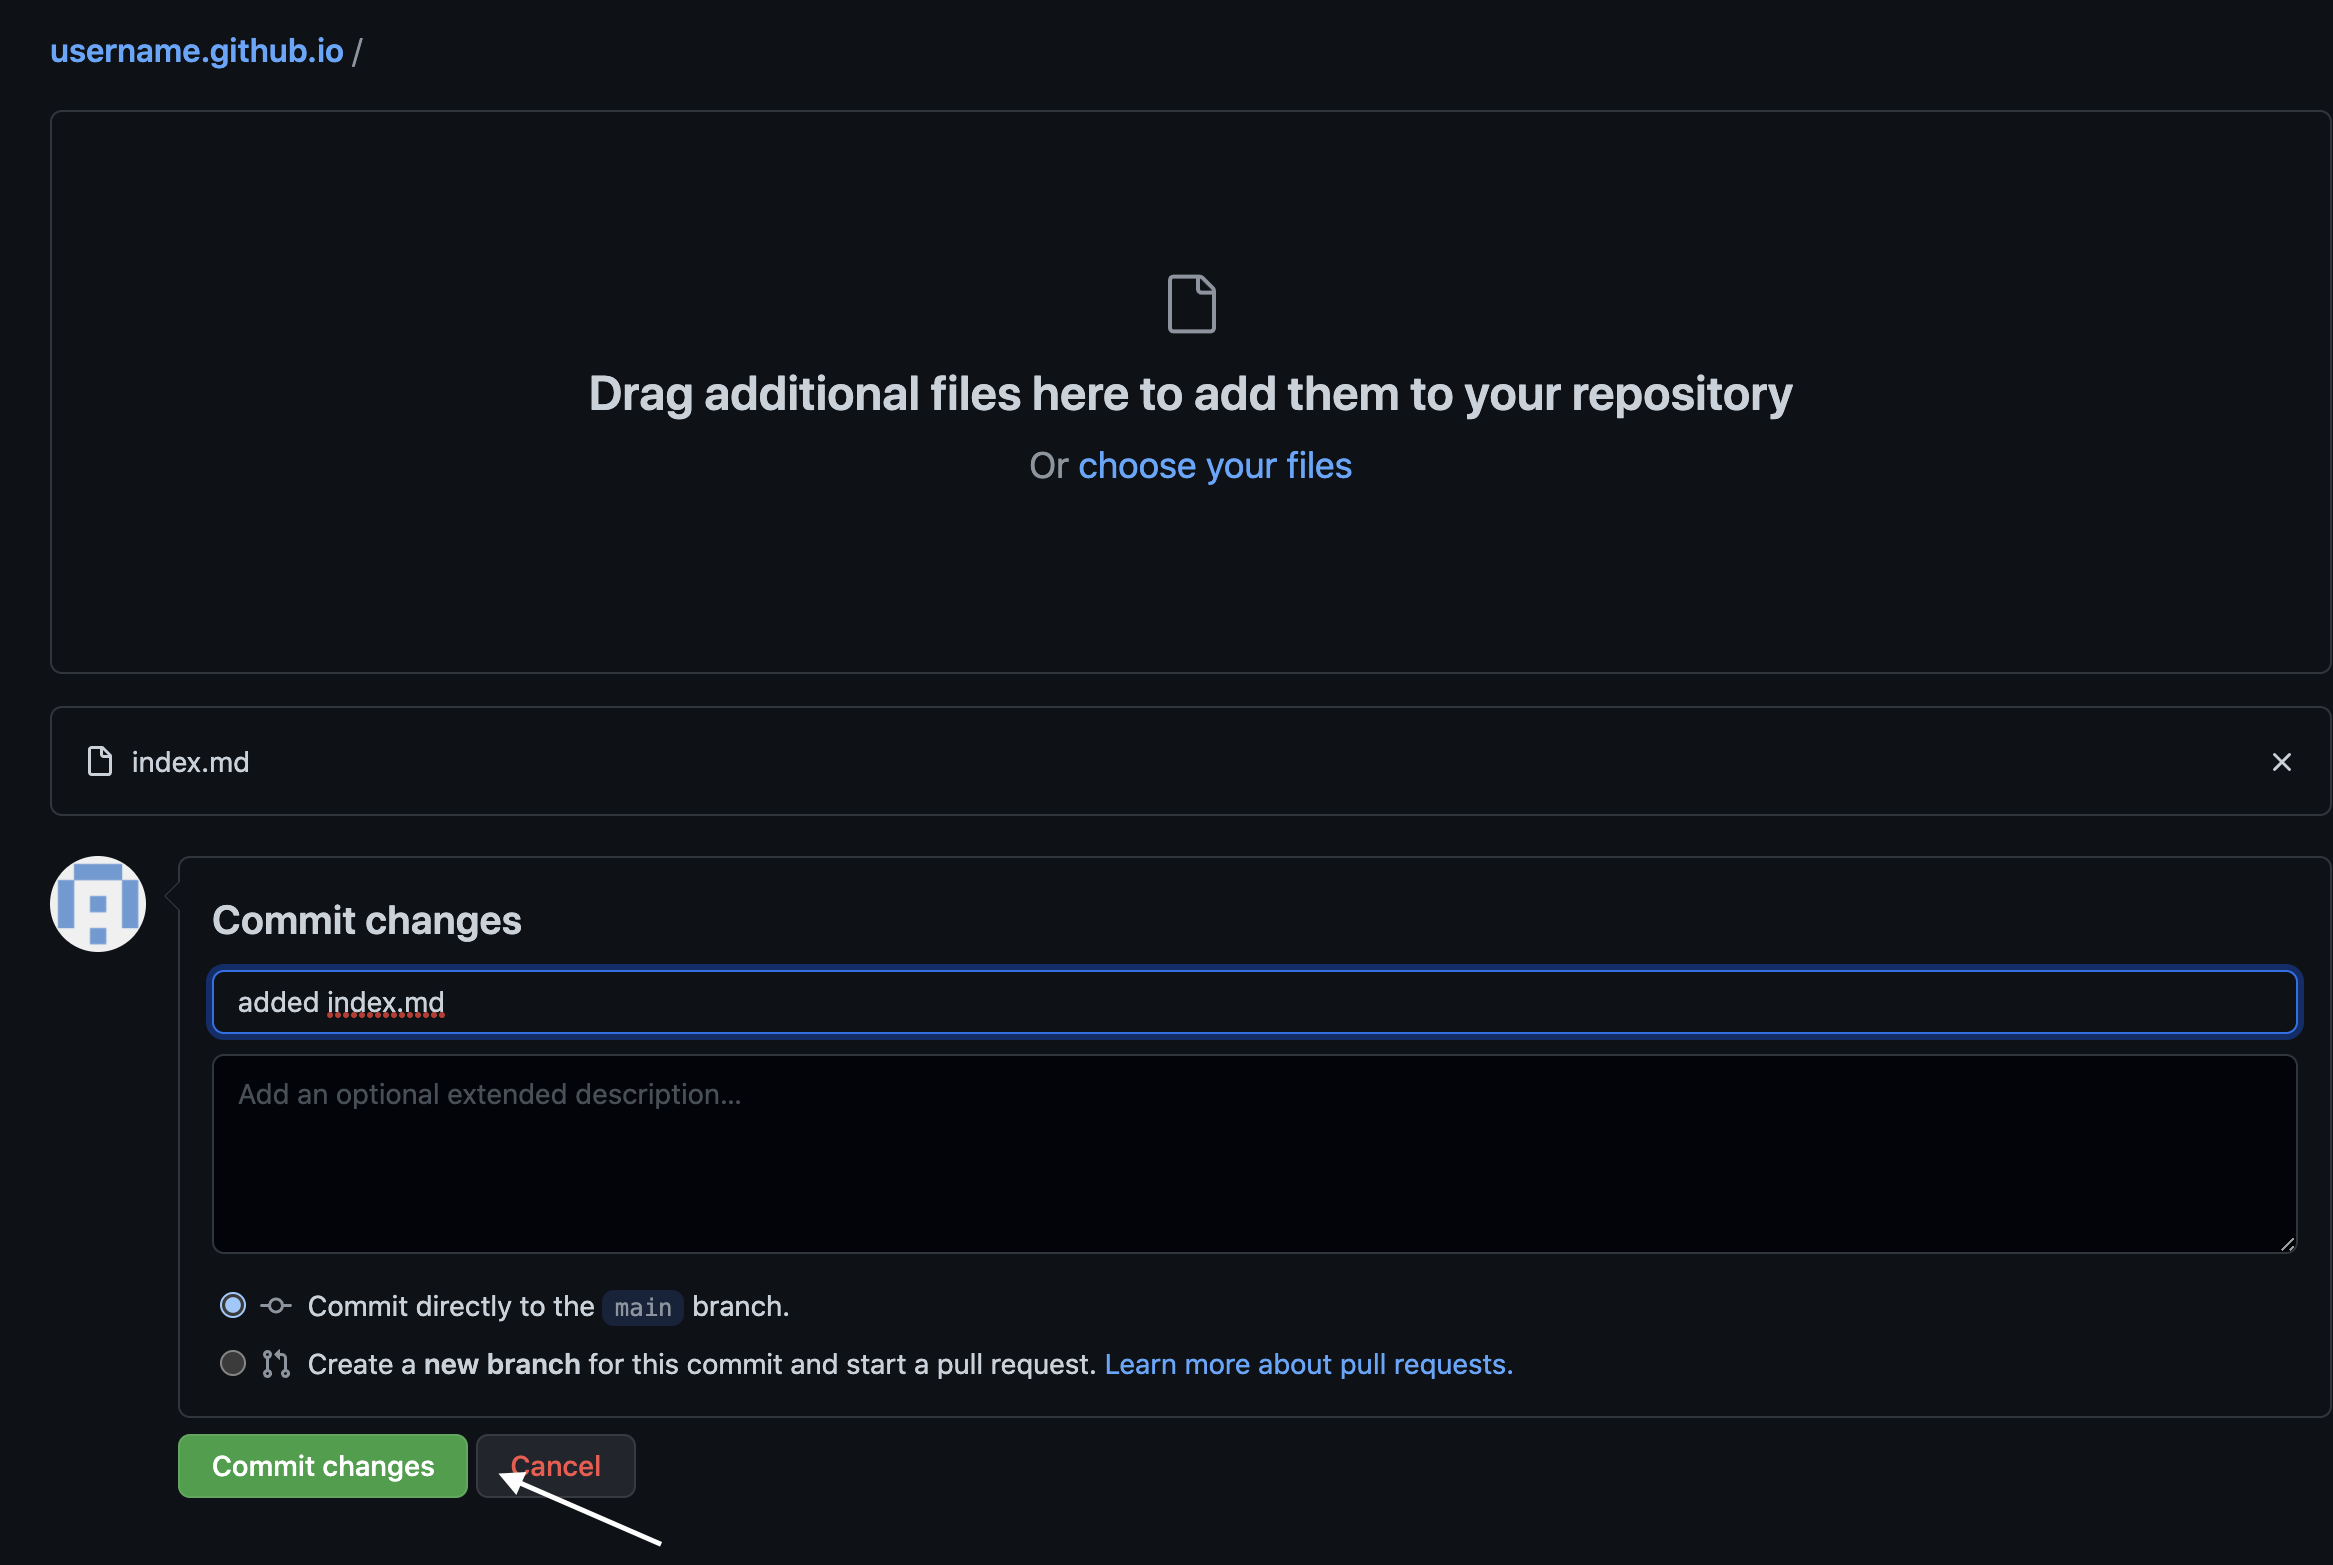 username.github.io /
Drag additional files here to add them to your repository
Or choose your files
index.md
Commit changes
added index.md
Add an optional extended description...
Commit directly to the main branch.
Create a new branch for this commit and start a pull request. Learn more about pull requests.
Commit changes
Cancel